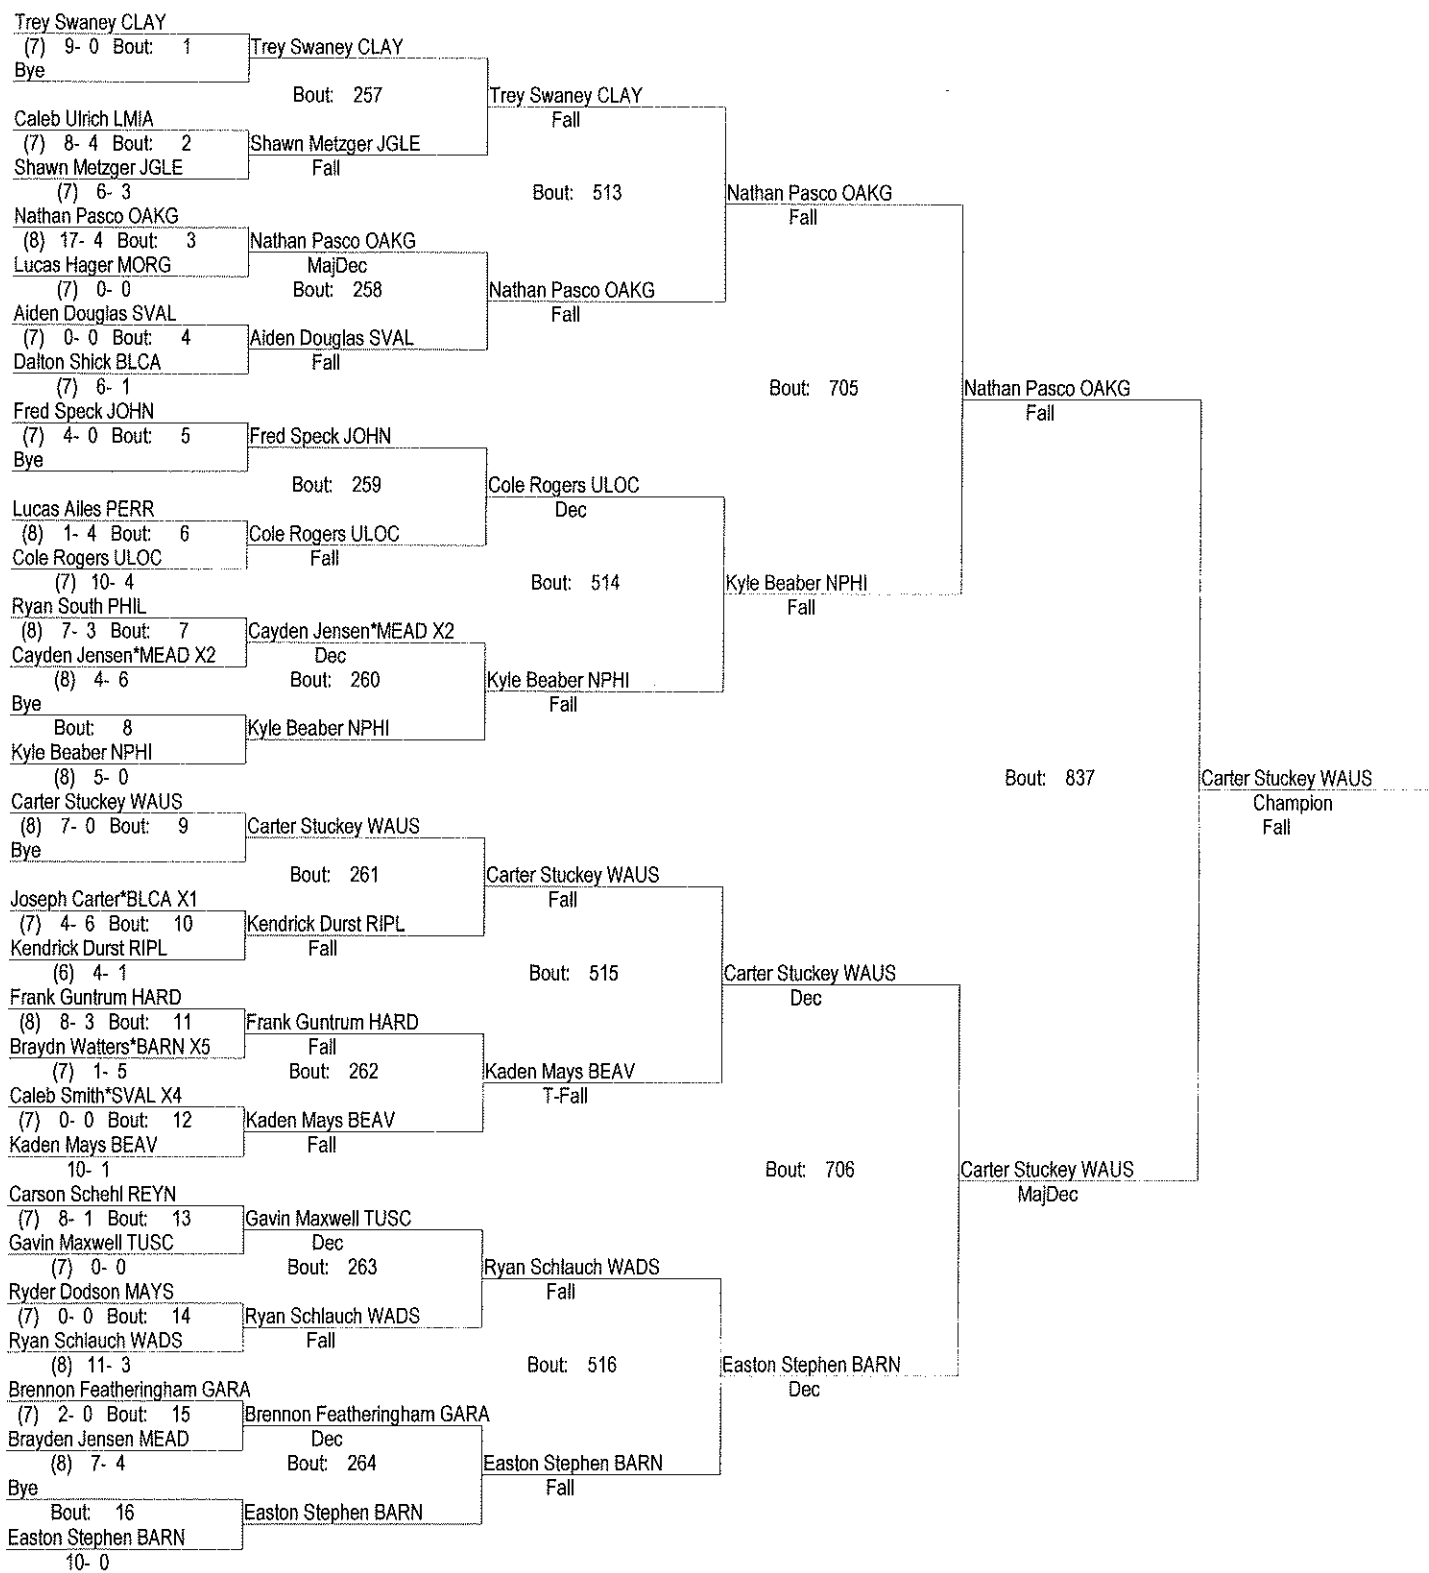 Trey Swaney CLAY
(7) 9- 0 Bout: 1
Bye
Caleb Ulrich LMIA
(7) 8- 4 Bout: 2
Shawn Metzger JGLE
(7) 6- 3
Nathan Pasco OAKG
(8) 17- 4 Bout: 3
Lucas Hager MORG
(7) 0- 0
Aiden Douglas SVAL
(7) 0- 0 Bout: 4
Dalton Shick BLCA
(7) 6- 1
Fred Speck JOHN
(7) 4- 0 Bout: 5
Bye
Lucas Ailes PERR
(8) 1- 4 Bout: 6
Cole Rogers ULOC
(7) 10- 4
Ryan South PHIL
(8) 7- 3 Bout: 7
Cayden Jensen*MEAD X2
(8) 4- 6
Bye
Bout: 8
Kyle Beaber NPHI
(8) 5- 0
Carter Stuckey WAUS
(8) 7- 0 Bout: 9
Bye
Joseph Carter*BLCA X1
(7) 4- 6 Bout: 10
Kendrick Durst RIPL
(6) 4- 1
Frank Guntrum HARD
(8) 8- 3 Bout: 11
Braydn Watters*BARN X5
(7) 1- 5
Caleb Smith*SVAL X4
(7) 0- 0 Bout: 12
Kaden Mays BEAV
10- 1
Carson Schehl REYN
(7) 8- 1 Bout: 13
Gavin Maxwell TUSC
(7) 0- 0
Ryder Dodson MAYS
(7) 0- 0 Bout: 14
Ryan Schlauch WADS
(8) 11- 3
Brennon Featheringham GARA
(7) 2- 0 Bout: 15
Brayden Jensen MEAD
(8) 7- 4
Bye
Bout: 16
Easton Stephen BARN
10- 0
Trey Swaney CLAY
Bout: 257
Shawn Metzger JGLE
Fall
Nathan Pasco OAKG
MajDec
Bout: 258
Aiden Douglas SVAL
Fall
Fred Speck JOHN
Bout: 259
Cole Rogers ULOC
Fall
Cayden Jensen*MEAD X2
Dec
Bout: 260
Kyle Beaber NPHI
Carter Stuckey WAUS
Bout: 261
Kendrick Durst RIPL
Fall
Frank Guntrum HARD
Fall
Bout: 262
Kaden Mays BEAV
Fall
Gavin Maxwell TUSC
Dec
Bout: 263
Ryan Schlauch WADS
Fall
Brennon Featheringham GARA
Dec
Bout: 264
Easton Stephen BARN
Trey Swaney CLAY
Fall
Bout: 513
Nathan Pasco OAKG
Fall
Cole Rogers ULOC
Dec
Bout: 514
Kyle Beaber NPHI
Fall
Carter Stuckey WAUS
Fall
Bout: 515
Kaden Mays BEAV
T-Fall
Ryan Schlauch WADS
Fall
Bout: 516
Easton Stephen BARN
Fall
Nathan Pasco OAKG
Fall
Bout: 705
Kyle Beaber NPHI
Fall
Carter Stuckey WAUS
Dec
Bout: 706
Easton Stephen BARN
Dec
Nathan Pasco OAKG
Fall
Bout: 837
Carter Stuckey WAUS
MajDec
Carter Stuckey WAUS
Champion
Fall